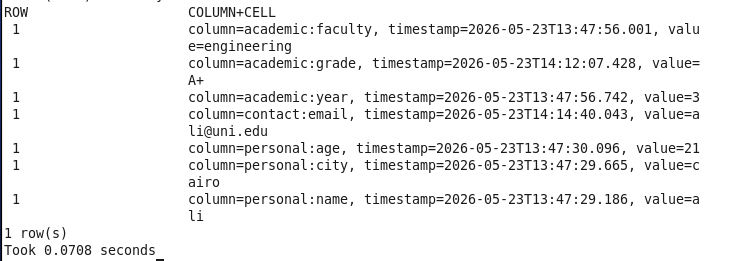 ROW                    COLUMN+CELL
 1                     column=academic:faculty, timestamp=2026-05-23T13:47:56.001, valu
                       e=engineering
 1                     column=academic:grade, timestamp=2026-05-23T14:12:07.428, value=
                       A+
 1                     column=academic:year, timestamp=2026-05-23T13:47:56.742, value=3
 1                     column=contact:email, timestamp=2026-05-23T14:14:40.043, value=a
                       li@uni.edu
 1                     column=personal:age, timestamp=2026-05-23T13:47:30.096, value=21
 1                     column=personal:city, timestamp=2026-05-23T13:47:29.665, value=c
                       airo
 1                     column=personal:name, timestamp=2026-05-23T13:47:29.186, value=a
                       li
1 row(s)
Took 0.0708 seconds